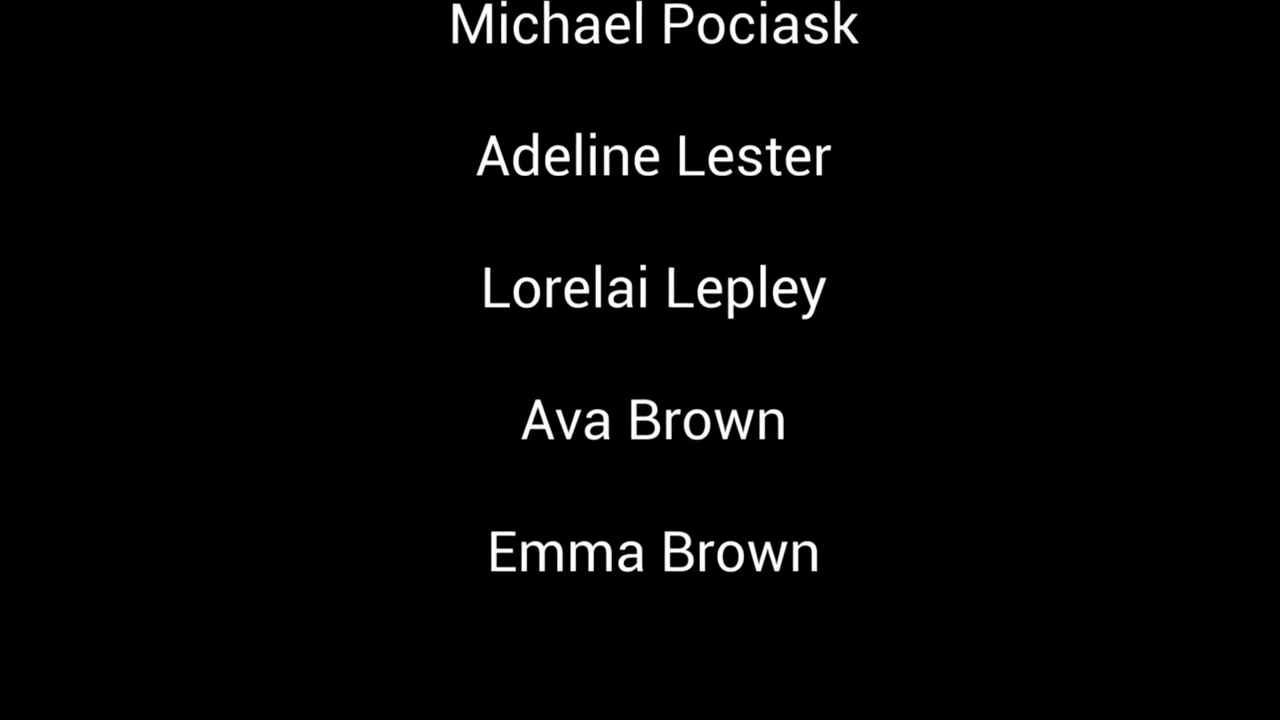 Michael Pociask
Adeline Lester
Lorelai Lepley
Ava Brown
Emma Brown